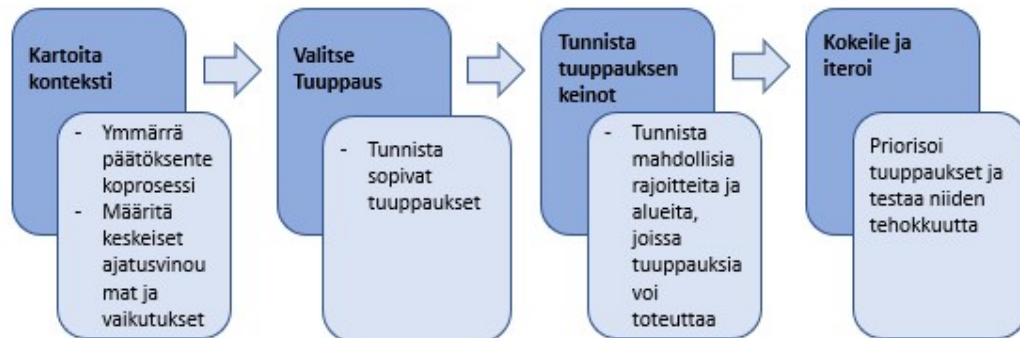 Kartoita
konteksti
- Ymmärrä
päätöksente
koprosessi
- Määritä
keskeiset
ajatusvinou
mat ja
vaikutukset
Valitse
Tuuppaus
- Tunnista
sopivat
tuuppaukset
Tunnista
tuuppauksen
keinot
- Tunnista
mahdollisia
rajoitteita ja
alueita,
joissa
tuuppauksia
voi
toteuttaa
Kokeile ja
iteroi
Priorisoi
tuuppaukset ja
testaa niiden
tehokkuutta